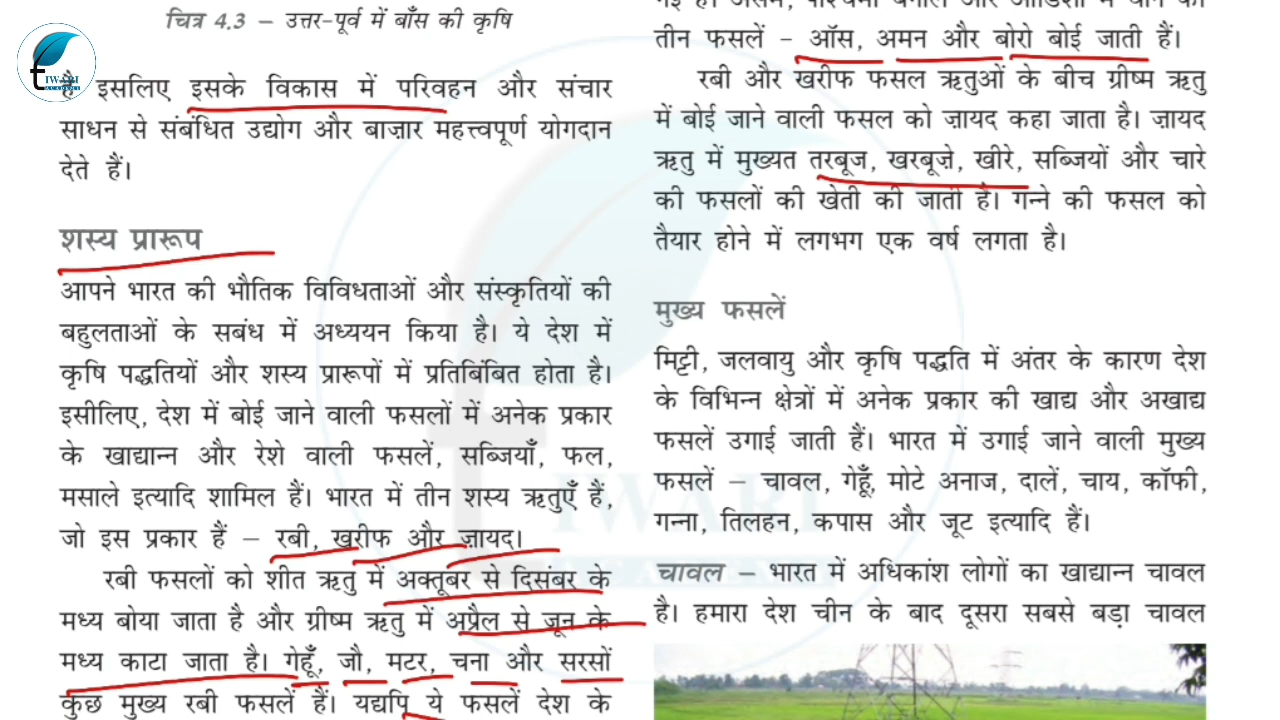 चित्र 4.3 – उत्तर-पूर्व में बाँस की कृषि
है, इसलिए इसके विकास में परिवहन और संचार
साधन से संबंधित उद्योग और बाज़ार महत्त्वपूर्ण योगदान
देते हैं।
शस्य प्रारूप
आपने भारत की भौतिक विविधताओं और संस्कृतियों की
बहुलताओं के सबंध में अध्ययन किया है। ये देश में
कृषि पद्धतियों और शस्य प्रारूपों में प्रतिबिंबित होता है।
इसीलिए, देश में बोई जाने वाली फसलों में अनेक प्रकार
के खाद्यान्न और रेशे वाली फसलें, सब्जियाँ, फल,
मसाले इत्यादि शामिल हैं। भारत में तीन शस्य ऋतुएँ हैं,
जो इस प्रकार हैं – रबी, खरीफ और ज़ायद।
रबी फसलों को शीत ऋतु में अक्तूबर से दिसंबर के
मध्य बोया जाता है और ग्रीष्म ऋतु में अप्रैल से जून के
मध्य काटा जाता है। गेहूँ, जौ, मटर, चना और सरसों
कुछ मुख्य रबी फसलें हैं। यद्यपि ये फसलें देश के
तीन फसलें – ऑस, अमन और बोरो बोई जाती हैं।
रबी और खरीफ फसल ऋतुओं के बीच ग्रीष्म ऋतु
में बोई जाने वाली फसल को ज़ायद कहा जाता है। ज़ायद
ऋतु में मुख्यत तरबूज, खरबूजे, खीरे, सब्जियों और चारे
की फसलों की खेती की जाती है। गन्ने की फसल को
तैयार होने में लगभग एक वर्ष लगता है।
मुख्य फसलें
मिट्टी, जलवायु और कृषि पद्धति में अंतर के कारण देश
के विभिन्न क्षेत्रों में अनेक प्रकार की खाद्य और अखाद्य
फसलें उगाई जाती हैं। भारत में उगाई जाने वाली मुख्य
फसलें – चावल, गेहूँ, मोटे अनाज, दालें, चाय, कॉफी,
गन्ना, तिलहन, कपास और जूट इत्यादि हैं।
चावल – भारत में अधिकांश लोगों का खाद्यान्न चावल
है। हमारा देश चीन के बाद दूसरा सबसे बड़ा चावल
TIWARI
ACADEMY